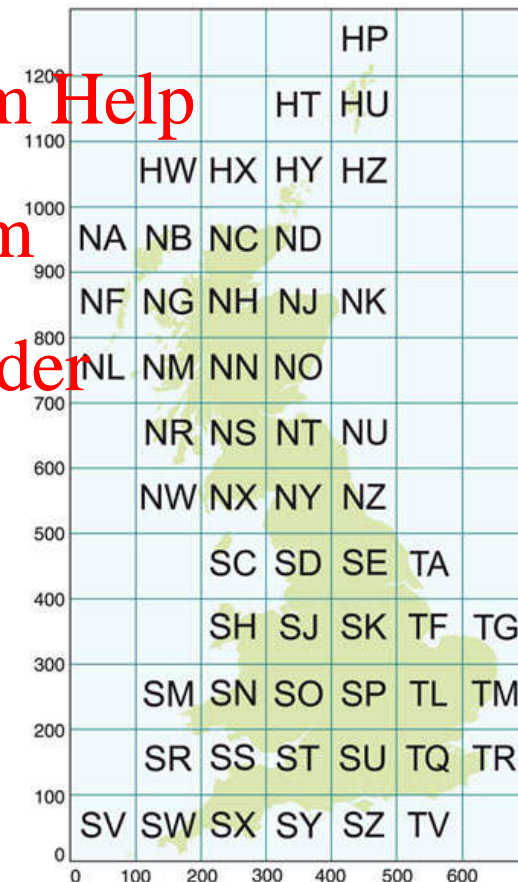 HP
1200
m Help
HT HU
1100
HW HX HY HZ
1000
m
NA NB NC ND
900
NF NG NH NJ NK
800
der
NL NM NN NO
700
NR NS NT NU
600
NW NX NY NZ
500
SC SD SE TA
400
SH SJ SK TF TG
300
SM SN SO SP TL TM
200
SR SS ST SU TQ TR
100
SV SW SX SY SZ TV
0
0 100 200 300 400 500 600